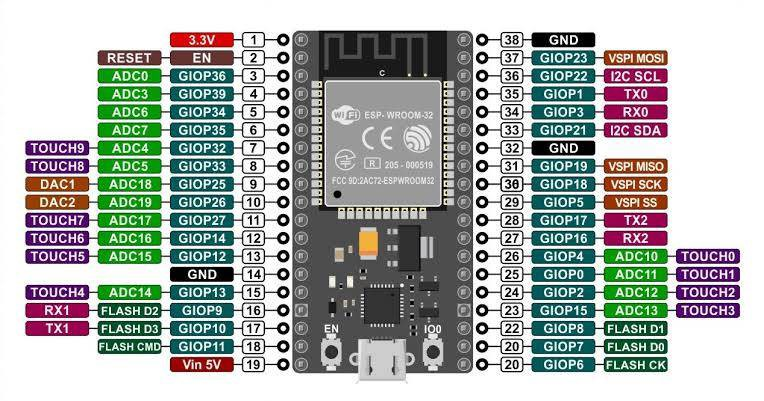 3.3V 1 38 GND
RESET EN 2 37 GIOP23 VSPI MOSI
ADC0 GIOP36 3 36 GIOP22 I2C SCL
ADC3 GIOP39 4 35 GIOP1 TX0
ADC6 GIOP34 5 34 GIOP3 RX0
ADC7 GIOP35 6 33 GIOP21 I2C SDA
TOUCH9 ADC4 GIOP32 7 32 GND
TOUCH8 ADC5 GIOP33 8 31 GIOP19 VSPI MISO
DAC1 ADC18 GIOP25 9 30 GIOP18 VSPI SCK
DAC2 ADC19 GIOP26 10 29 GIOP5 VSPI SS
TOUCH7 ADC17 GIOP27 11 28 GIOP17 TX2
TOUCH6 ADC16 GIOP14 12 27 GIOP16 RX2
TOUCH5 ADC15 GIOP12 13 26 GIOP4 ADC10 TOUCH0
GND 14 25 GIOP0 ADC11 TOUCH1
TOUCH4 ADC14 GIOP13 15 24 GIOP2 ADC12 TOUCH2
RX1 FLASH D2 GIOP9 16 23 GIOP15 ADC13 TOUCH3
TX1 FLASH D3 GIOP10 17 22 GIOP8 FLASH D1
FLASH CMD GIOP11 18 20 GIOP7 FLASH D0
Vin 5V 19 20 GIOP6 FLASH CK
C
WiFi ESP- WROOM-32
CE
R 205 - 000519
FCC 9D:2AC72-ESPWROOM32
EN IO0